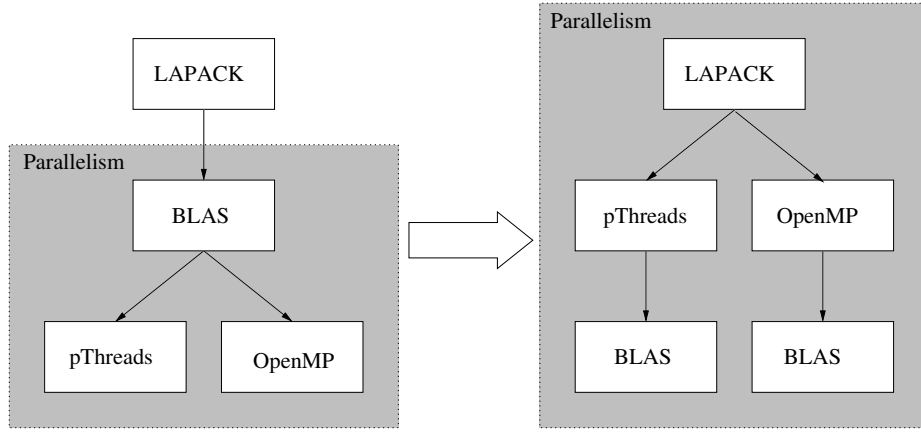 LAPACK
Parallelism
BLAS
pThreads
OpenMP
Parallelism
LAPACK
pThreads
OpenMP
BLAS
BLAS